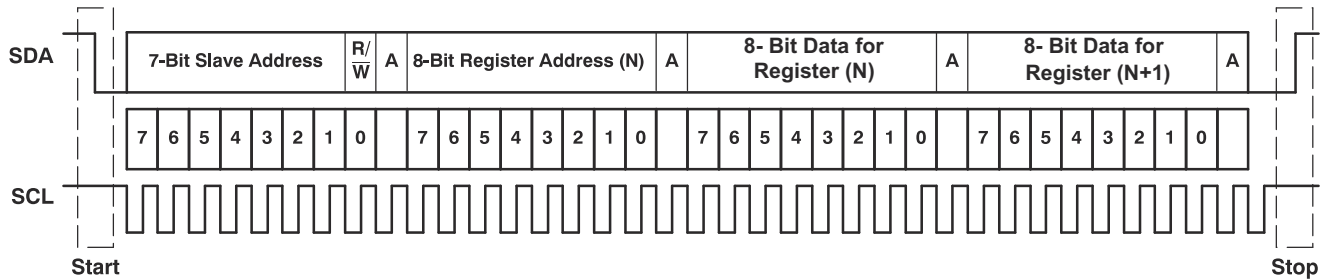 SDA
7-Bit Slave Address
R/
W
A
8-Bit Register Address (N)
A
8- Bit Data for
Register (N)
A
8- Bit Data for
Register (N+1)
A
7 6 5 4 3 2 1 0 7 6 5 4 3 2 1 0 7 6 5 4 3 2 1 0 7 6 5 4 3 2 1 0
SCL
Start
Stop